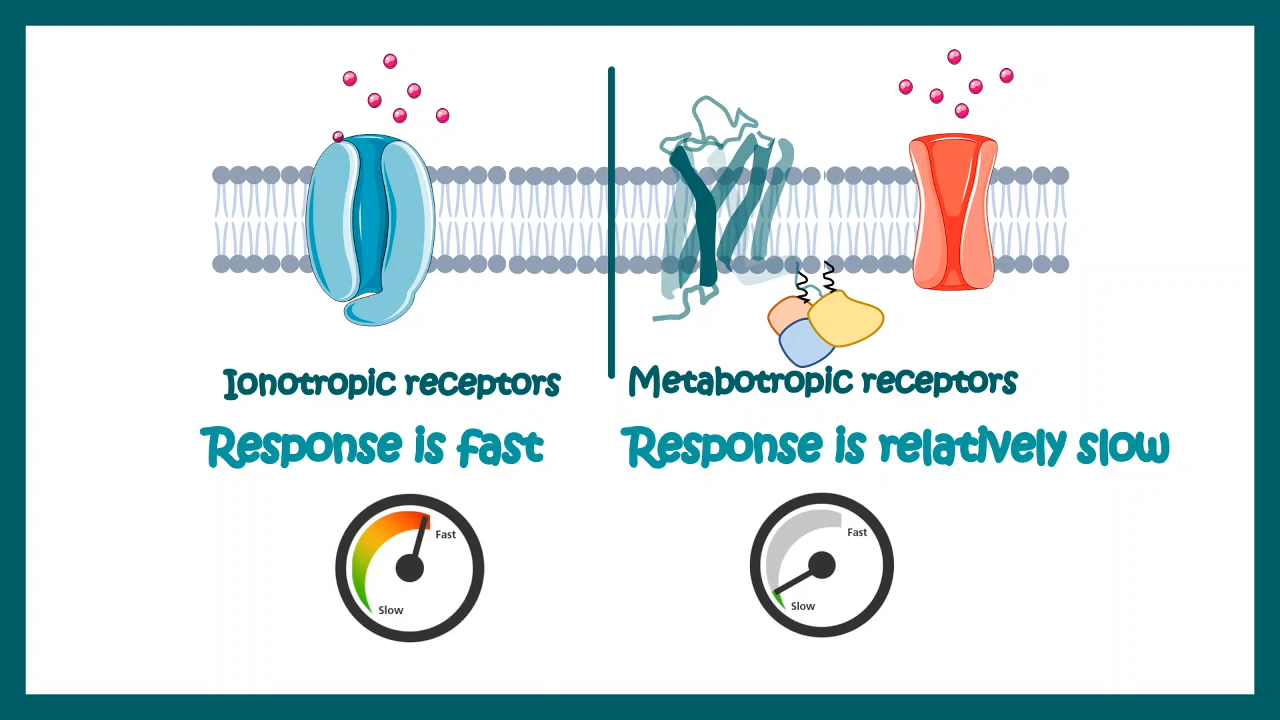 Ionotropic receptors
Metabotropic receptors
Response is fast
Response is relatively slow
Fast
Slow
Fast
Slow